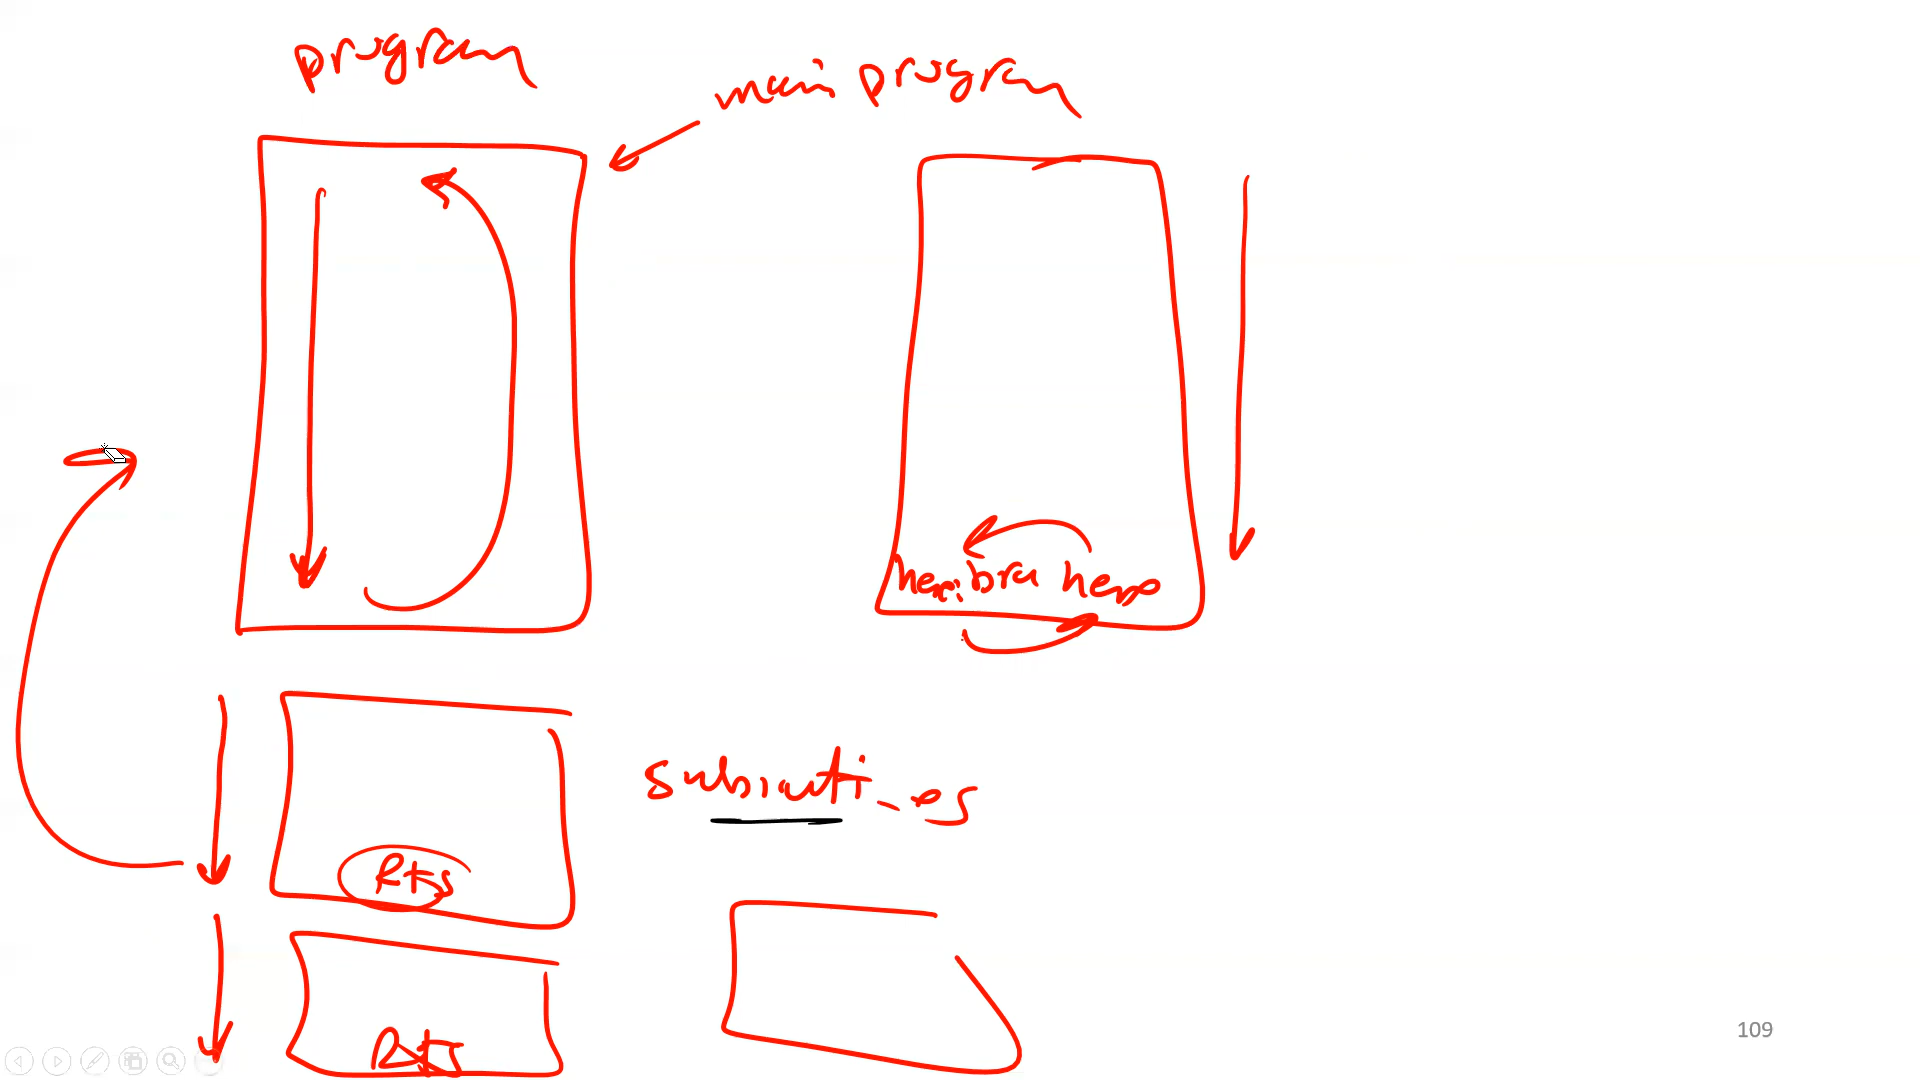 program
main program
here: bra here
subroutines
Rts
Rts
109